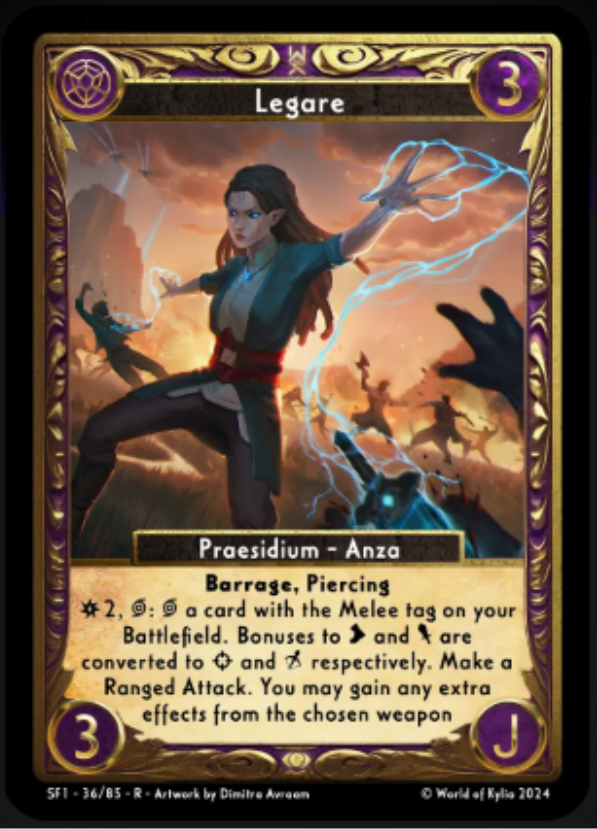 3
Legare
Praesidium - Anza
Barrage, Piercing
2, : a card with the Melee tag on your
Battlefield. Bonuses to and are
converted to and respectively. Make a
Ranged Attack. You may gain any extra
effects from the chosen weapon
3
J
SF1 - 36/85 - R - Artwork by Dimitra Avraam
© World of Kylia 2024